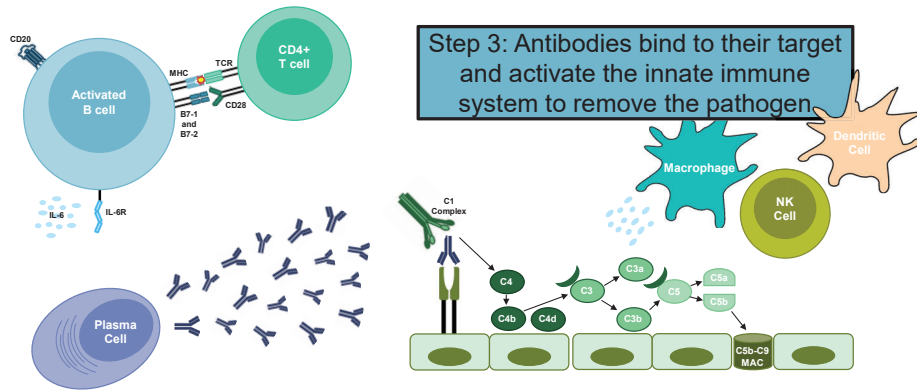 CD20
Activated
B cell
MHC
TCR
CD4+
T cell
CD28
B7-1
and
B7-2
IL-6
IL-6R
Plasma
Cell
Step 3: Antibodies bind to their target
and activate the innate immune
system to remove the pathogen
Macrophage
Dendritic
Cell
NK
Cell
C1
Complex
C4
C4b
C4d
C3
C3a
C3b
C5
C5a
C5b
C5b-C9
MAC